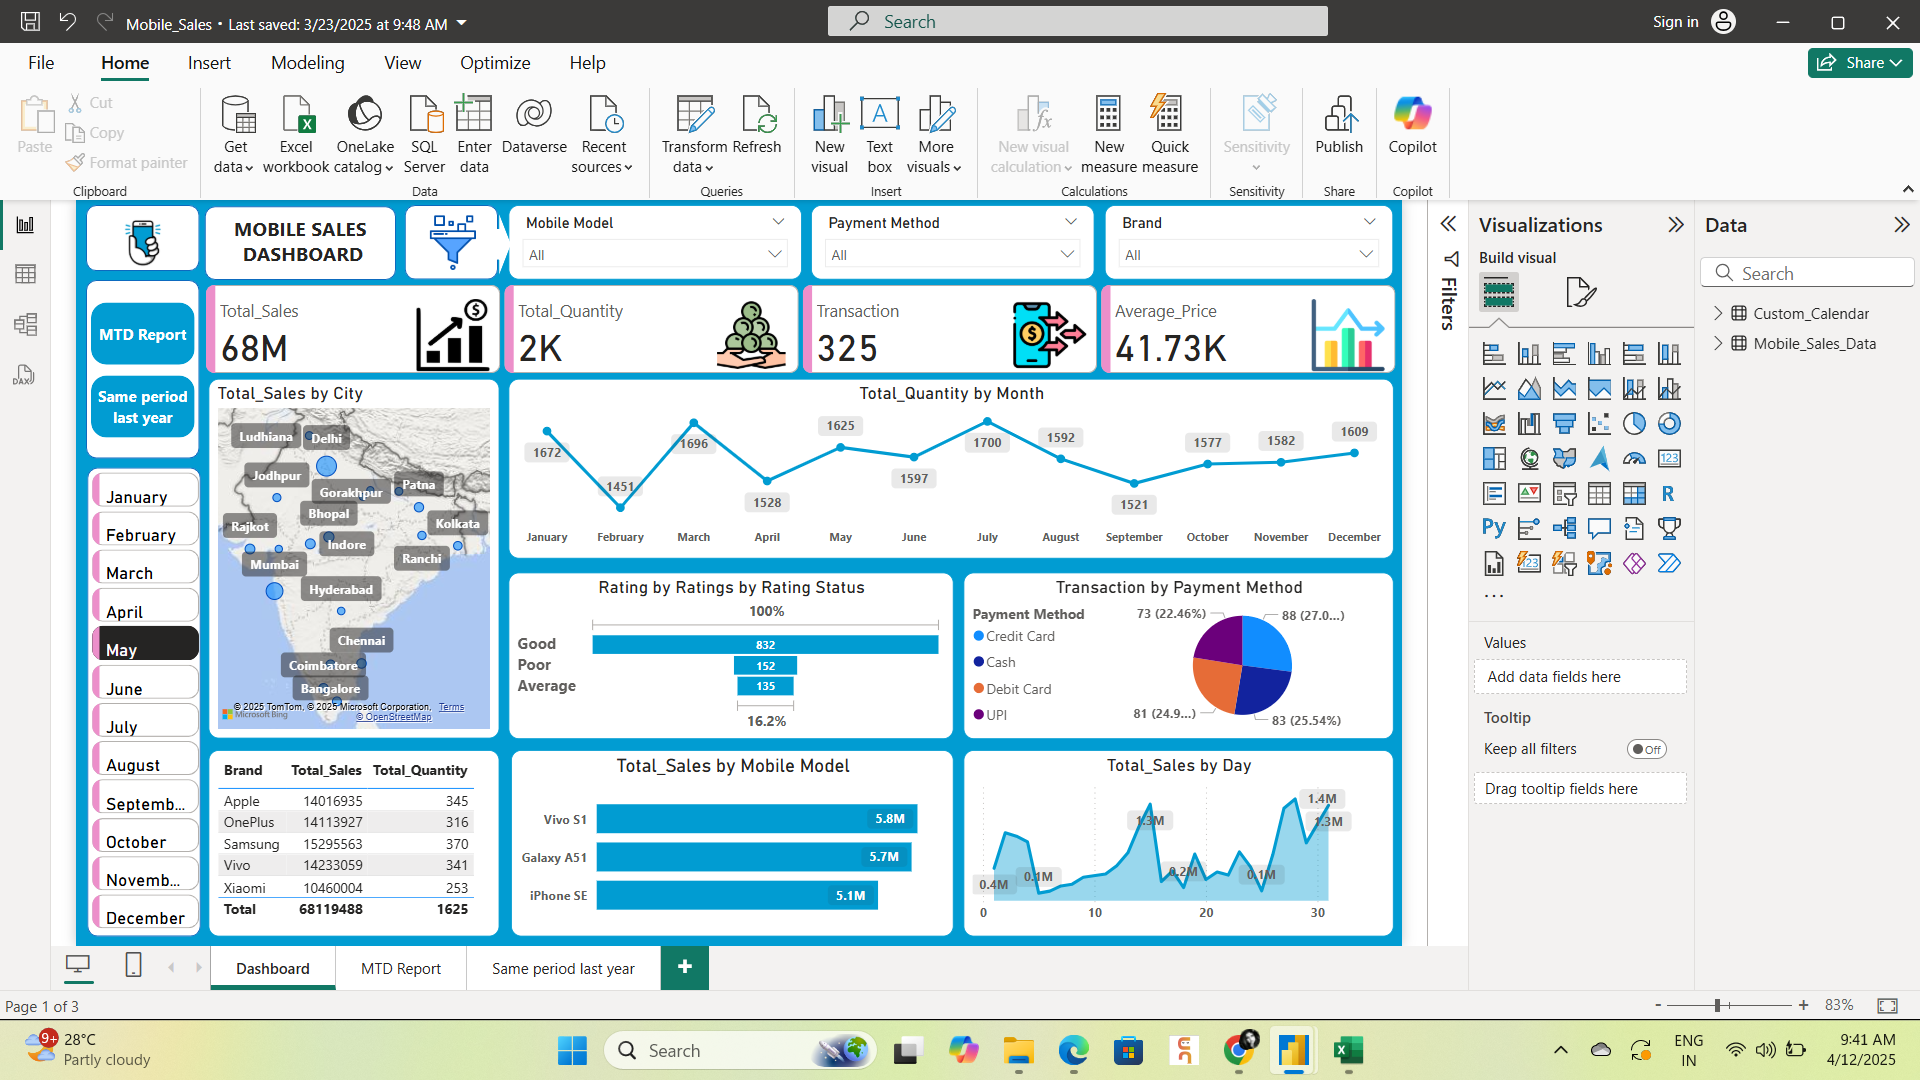 Mobile_Sales • Last saved: 3/23/2025 at 9:48 AM
Search
Sign in
File
Home
Insert
Modeling
View
Optimize
Help
Share
Paste
Cut
Copy
Format painter
Clipboard
Get data
Excel workbook
OneLake catalog
SQL Server
Enter data
Dataverse
Recent sources
Data
Transform data
Refresh
Queries
New visual
Text box
More visuals
Insert
New visual calculation
New measure
Quick measure
Calculations
Sensitivity
Sensitivity
Publish
Share
Copilot
Copilot
MOBILE SALES
DASHBOARD
Mobile Model
All
Payment Method
All
Brand
All
MTD Report
Same period
last year
Total_Sales
68M
Total_Quantity
2K
Transaction
325
Average_Price
41.73K
January
February
March
April
May
June
July
August
Septemb...
October
Novemb...
December
Total_Sales by City
Ludhiana
Delhi
Jodhpur
Gorakhpur
Patna
Bhopal
Rajkot
Kolkata
Indore
Mumbai
Ranchi
Hyderabad
Chennai
Coimbatore
Bangalore
© 2025 TomTom, © 2025 Microsoft Corporation, Terms
Microsoft Bing
© OpenStreetMap
Total_Quantity by Month
1672
1451
1696
1528
1625
1597
1700
1592
1521
1577
1582
1609
January
February
March
April
May
June
July
August
September
October
November
December
Rating by Ratings by Rating Status
100%
Good
832
Poor
152
Average
135
16.2%
Transaction by Payment Method
Payment Method
Credit Card
Cash
Debit Card
UPI
73 (22.46%)
88 (27.0...)
81 (24.9...)
83 (25.54%)
Brand Total_Sales Total_Quantity
Apple 14016935 345
OnePlus 14113927 316
Samsung 15295563 370
Vivo 14233059 341
Xiaomi 10460004 253
Total 68119488 1625
Total_Sales by Mobile Model
Vivo S1 5.8M
Galaxy A51 5.7M
iPhone SE 5.1M
Total_Sales by Day
0.4M
0.1M
1.3M
0.2M
0.1M
1.4M
1.3M
0
10
20
30
Filters
Visualizations
Build visual
123
R
Py
123
...
Values
Add data fields here
Tooltip
Keep all filters
Off
Drag tooltip fields here
Data
Search
Custom_Calendar
Mobile_Sales_Data
Dashboard
MTD Report
Same period last year
+
Page 1 of 3
- + 83%
9+
28°C
Partly cloudy
Search
ENG
IN
9:41 AM
4/12/2025